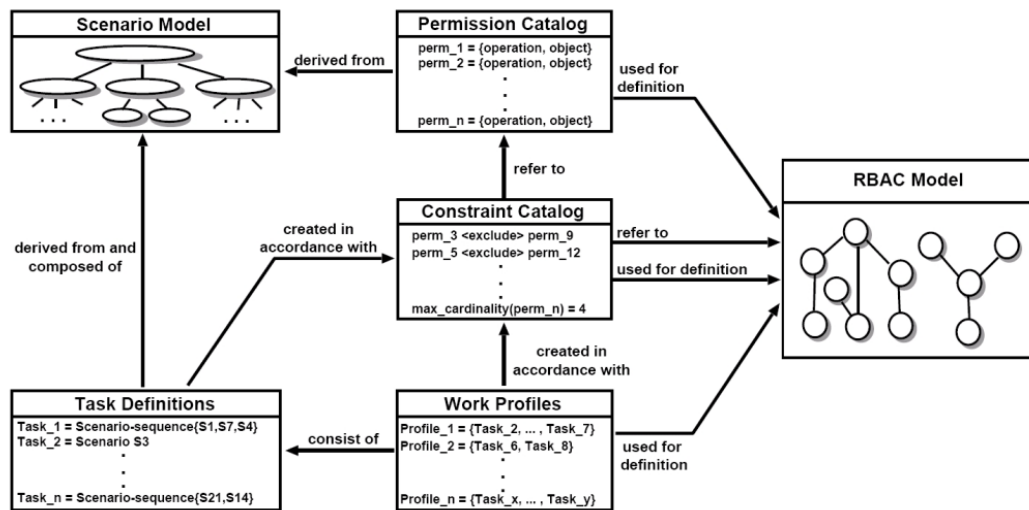 Scenario Model
. . .
. . .
derived from
Permission Catalog
perm_1 = {operation, object}
perm_2 = {operation, object}
.
.
.
perm_n = {operation, object}
used for
definition
refer to
RBAC Model
derived from and
composed of
created in
accordance with
Constraint Catalog
perm_3 <exclude> perm_9
perm_5 <exclude> perm_12
.
.
.
max_cardinality(perm_n) = 4
refer to
used for definition
created in
accordance with
Task Definitions
Task_1 = Scenario-sequence{S1,S7,S4}
Task_2 = Scenario S3
.
.
.
Task_n = Scenario-sequence{S21,S14}
consist of
Work Profiles
Profile_1 = {Task_2, ... , Task_7}
Profile_2 = {Task_6, Task_8}
.
.
.
Profile_n = {Task_x, ... , Task_y}
used for
definition